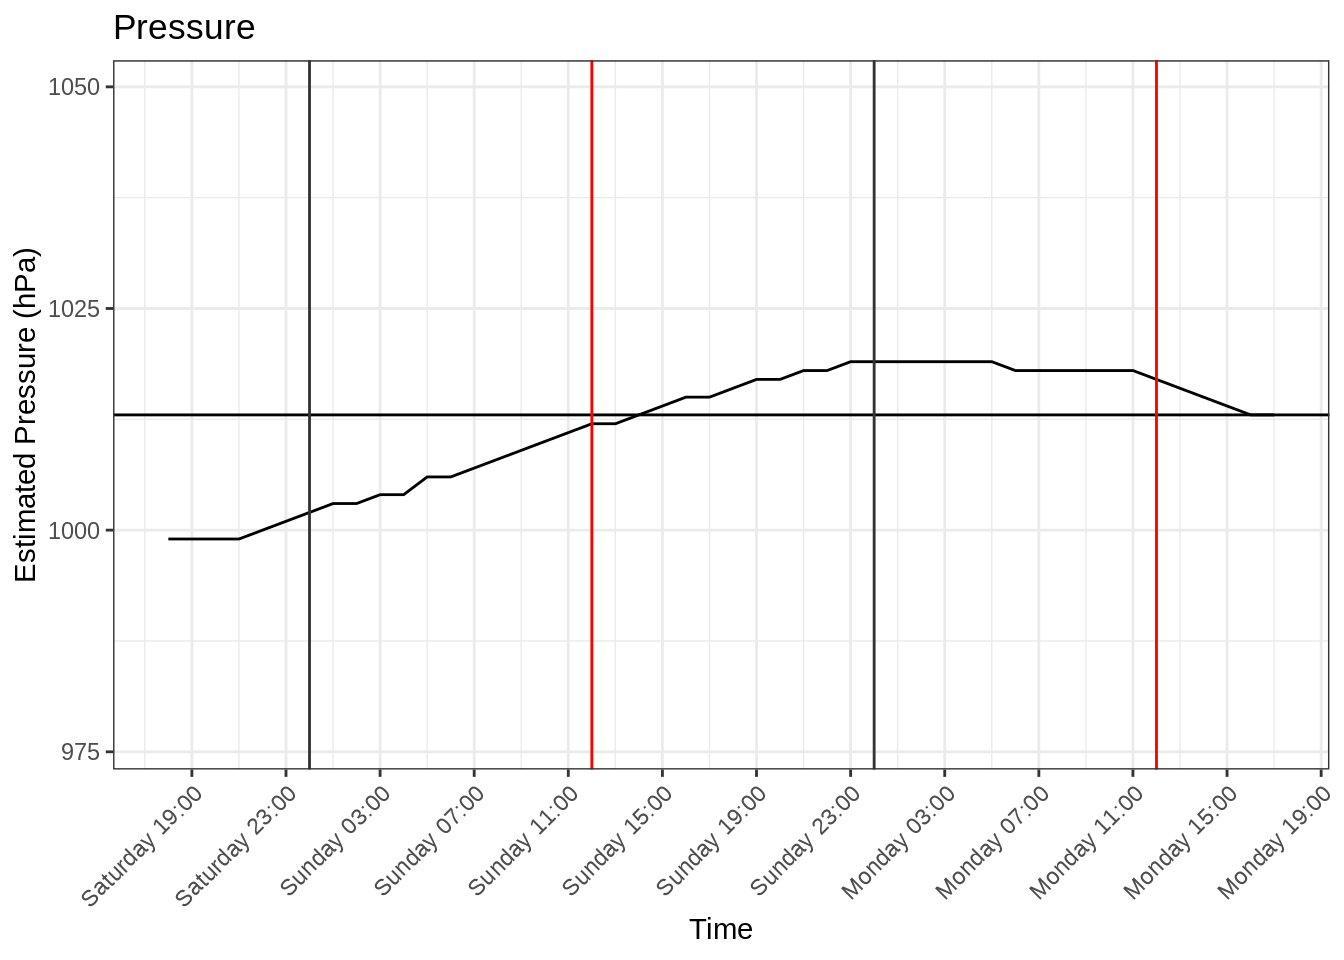 Pressure
Estimated Pressure (hPa)
1050
1025
1000
975
Saturday 19:00
Saturday 23:00
Sunday 03:00
Sunday 07:00
Sunday 11:00
Sunday 15:00
Sunday 19:00
Sunday 23:00
Monday 03:00
Monday 07:00
Monday 11:00
Monday 15:00
Monday 19:00
Time